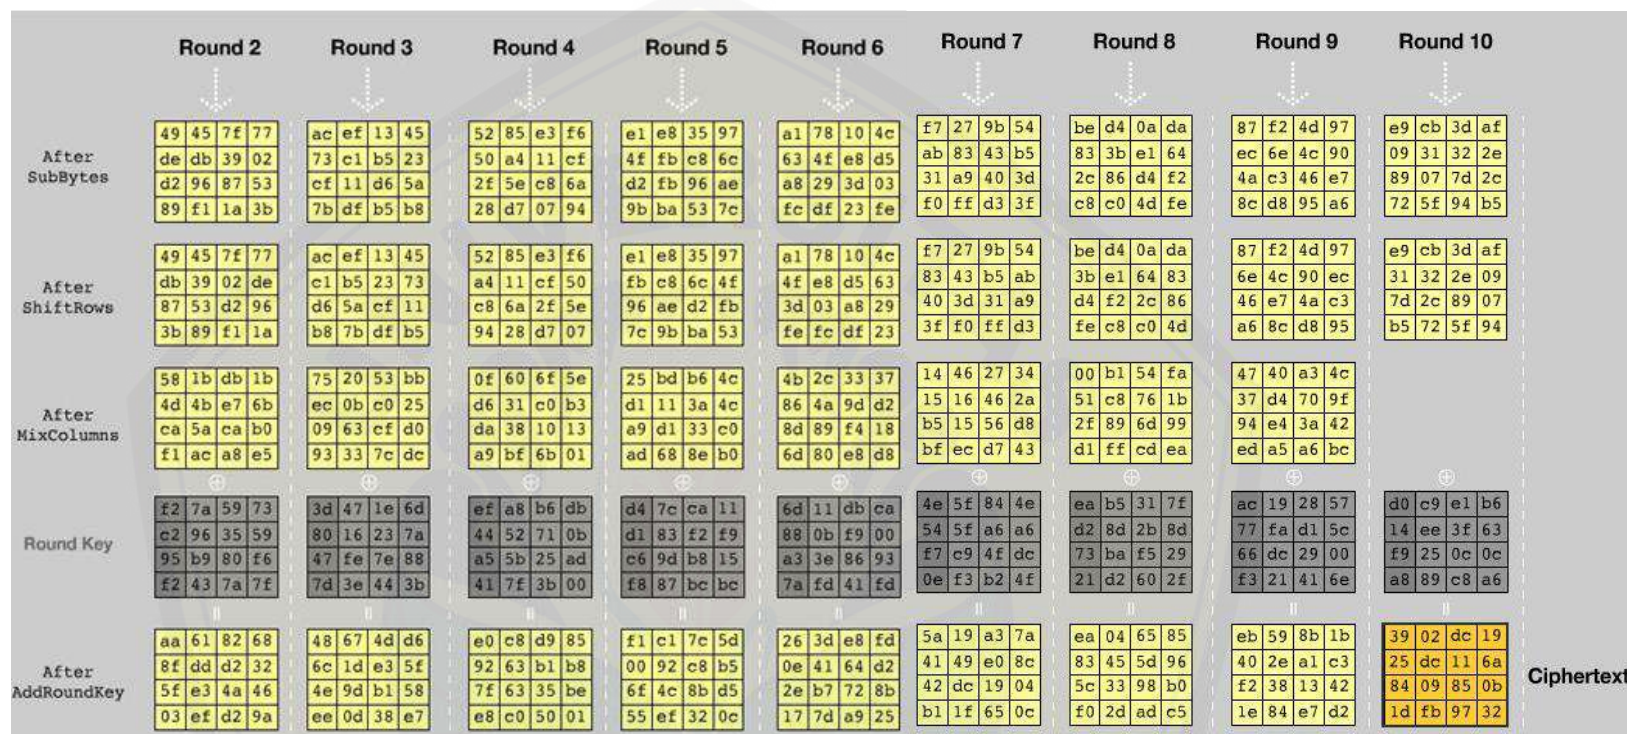 Round 2 Round 3 Round 4 Round 5 Round 6 Round 7 Round 8 Round 9 Round 10
After
SubBytes
49 45 7f 77 ac ef 13 45 52 85 e3 f6 e1 e8 35 97 a1 78 10 4c f7 27 9b 54 be d4 0a da 87 f2 4d 97 e9 cb 3d af
de db 39 02 73 c1 b5 23 50 a4 11 cf 4f fb c8 6c 63 4f e8 d5 ab 83 43 b5 83 3b e1 64 ec 6e 4c 90 09 31 32 2e
d2 96 87 53 cf 11 d6 5a 2f 5e c8 6a d2 fb 96 ae a8 29 3d 03 31 a9 40 3d 2c 86 d4 f2 4a c3 46 e7 89 07 7d 2c
89 f1 1a 3b 7b df b5 b8 28 d7 07 94 9b ba 53 7c fc df 23 fe f0 ff d3 3f c8 c0 4d fe 8c d8 95 a6 72 5f 94 b5
After
ShiftRows
49 45 7f 77 ac ef 13 45 52 85 e3 f6 e1 e8 35 97 a1 78 10 4c f7 27 9b 54 be d4 0a da 87 f2 4d 97 e9 cb 3d af
db 39 02 de c1 b5 23 73 a4 11 cf 50 fb c8 6c 4f 4f e8 d5 63 83 43 b5 ab 3b e1 64 83 6e 4c 90 ec 31 32 2e 09
87 53 d2 96 d6 5a cf 11 c8 6a 2f 5e 96 ae d2 fb 3d 03 a8 29 40 3d 31 a9 d4 f2 2c 86 46 e7 4a c3 7d 2c 89 07
3b 89 f1 1a b8 7b df b5 94 28 d7 07 7c 9b ba 53 fe fc df 23 3f f0 ff d3 fe c8 c0 4d a6 8c d8 95 b5 72 5f 94
After
MixColumns
58 1b db 1b 75 20 53 bb 0f 60 6f 5e 25 bd b6 4c 4b 2c 33 37 14 46 27 34 00 b1 54 fa 47 40 a3 4c
4d 4b e7 6b ec 0b c0 25 d6 31 c0 b3 d1 11 3a 4c 86 4a 9d d2 15 16 46 2a 51 c8 76 1b 37 d4 70 9f
ca 5a ca b0 09 63 cf d0 da 38 10 13 a9 d1 33 c0 8d 89 f4 18 b5 15 56 d8 2f 89 6d 99 94 e4 3a 42
f1 ac a8 e5 93 33 7c dc a9 bf 6b 01 ad 68 8e b0 6d 80 e8 d8 bf ec d7 43 d1 ff cd ea ed a5 a6 bc
⊕ ⊕ ⊕ ⊕ ⊕ ⊕ ⊕ ⊕ ⊕
Round Key
f2 7a 59 73 3d 47 1e 6d ef a8 b6 db d4 7c ca 11 6d 11 db ca 4e 5f 84 4e ea b5 31 7f ac 19 28 57 d0 c9 e1 b6
c2 96 35 59 80 16 23 7a 44 52 71 0b d1 83 f2 f9 88 0b f9 00 54 5f a6 a6 d2 8d 2b 8d 77 fa d1 5c 14 ee 3f 63
95 b9 80 f6 47 fe 7e 88 a5 5b 25 ad c6 9d b8 15 a3 3e 86 93 f7 c9 4f dc 73 ba f5 29 66 dc 29 00 f9 25 0c 0c
f2 43 7a 7f 7d 3e 44 3b 41 7f 3b 00 f8 87 bc bc 7a fd 41 fd 0e f3 b2 4f 21 d2 60 2f f3 21 41 6e a8 89 c8 a6
= = = = = = = = =
After
AddRoundKey
aa 61 82 68 48 67 4d d6 e0 c8 d9 85 f1 c1 7c 5d 26 3d e8 fd 5a 19 a3 7a ea 04 65 85 eb 59 8b 1b 39 02 dc 19
8f dd d2 32 6c 1d e3 5f 92 63 b1 b8 00 92 c8 b5 0e 41 64 d2 41 49 e0 8c 83 45 5d 96 40 2e a1 c3 25 dc 11 6a
5f e3 4a 46 4e 9d b1 58 7f 63 35 be 6f 4c 8b d5 2e b7 72 8b 42 dc 19 04 5c 33 98 b0 f2 38 13 42 84 09 85 0b
03 ef d2 9a ee 0d 38 e7 e8 c0 50 01 55 ef 32 0c 17 7d a9 25 b1 1f 65 0c f0 2d ad c5 1e 84 e7 d2 1d fb 97 32
Ciphertext